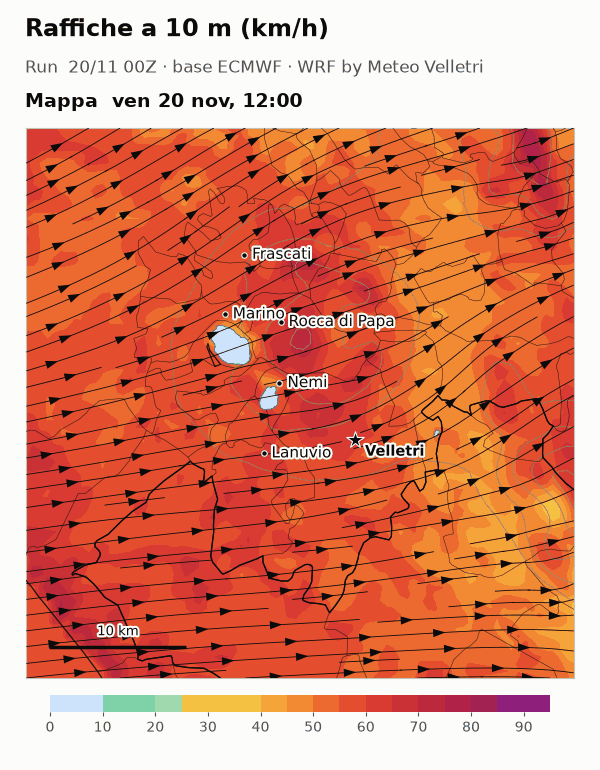 Raffiche a 10 m (km/h)
Run  20/11 00Z · base ECMWF · WRF by Meteo Velletri
Mappa  ven 20 nov, 12:00
Frascati
Marino
Rocca di Papa
Nemi
Velletri
Lanuvio
10 km
0 10 20 30 40 50 60 70 80 90